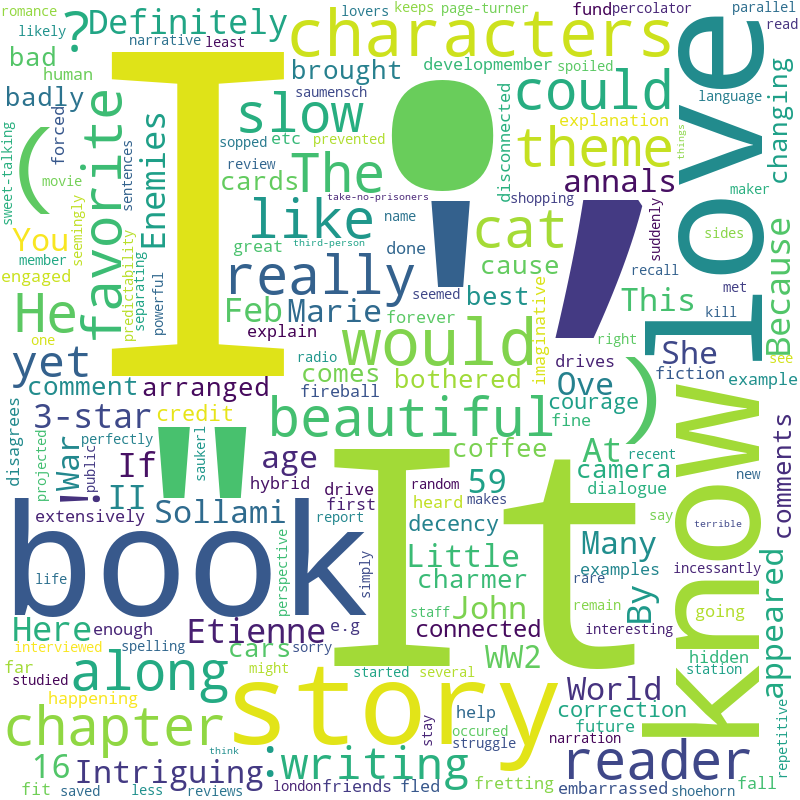 romance
likely
?
Definitely
lovers
keeps
page-turner
fund
percolator
parallel
narrative
least
characters
read
bad
human
I
brought
developmember
spoiled
love
badly
forced
favorite
sentences
Enemies
saumensch
slow
.
could
language
explanation
things
changing
sopped
etc
prevented
disconnected
theme
(
movie
review
The
cards
annals
maker
sweet-talking
take-no-prisoners
shopping
suddenly
member
You
seemingly
like
name
!
cat
,
sides
great
third-person
done
Because
engaged
predictability
separating
powerful
really
cause
imaginative
recall
He
Feb
Marie
seemed
best
This
met
one
explain
forever
kill
yet
radio
would
comes
bothered
drives
right
)
She
see
comment
arranged
fireball
Ove
courage
fiction
example
3-star
credit
beautiful
fine
know
disagrees
projected
War
perfectly
"
saukerl
coffee
At
recent
camera
comments
!
public
If
age
It
hybrid
drive
random
59
dialogue
new
II
Sollami
first
heard
makes
say
terrible
extensively
report
decency
book
perspective
simply
Little
Many
By
incessantly
life
charmer
examples
rare
appeared
staff
John
remain
going
Here
enough
Etienne
e.g
connected
interesting
hidden
interviewed
spelling
cars
sorry
WW2
station
far
along
started
several
World
studied
might
story
repetitive
happening
stay
help
correction
chapter
occured
future
struggle
:
writing
narration
reader
16
Intriguing
think
fit
saved
less
reviews
london
friends
fled
fretting
embarrassed
shoehorn
fall